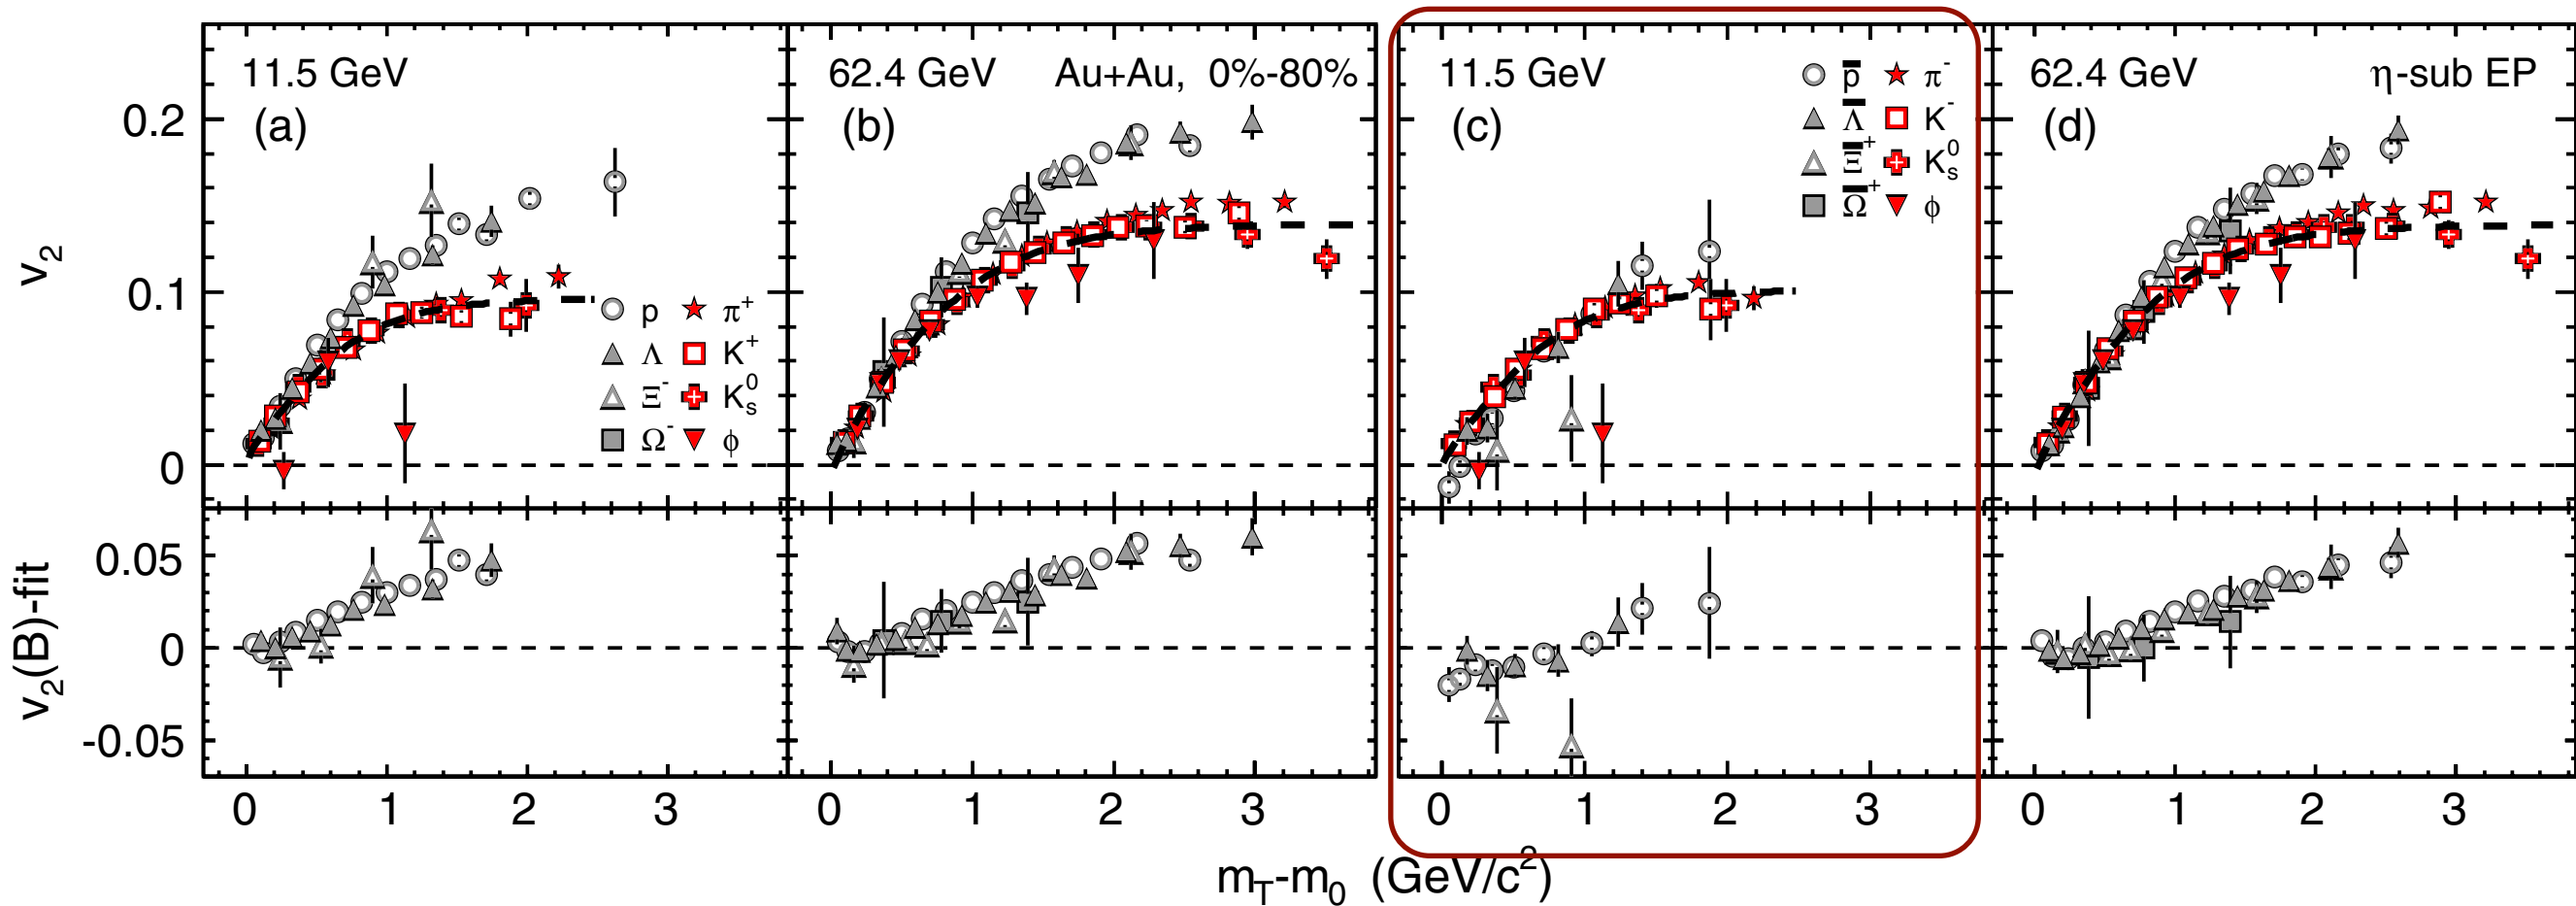 11.5 GeV
(a)
62.4 GeV Au+Au, 0%-80%
(b)
11.5 GeV
(c)
62.4 GeV η-sub EP
(d)
v₂
0.2
0.1
0
p π⁺
Λ K⁺
Ξ⁻ K⁰ₛ
Ω⁻ φ
p̅ π⁻
Λ̅ K⁻
Ξ̅⁺ K⁰ₛ
Ω̅⁺ φ
v₂(B)-fit
0.05
0
-0.05
0 1 2 3 0 1 2 3 0 1 2 3 0 1 2 3
m_T-m₀ (GeV/c²)